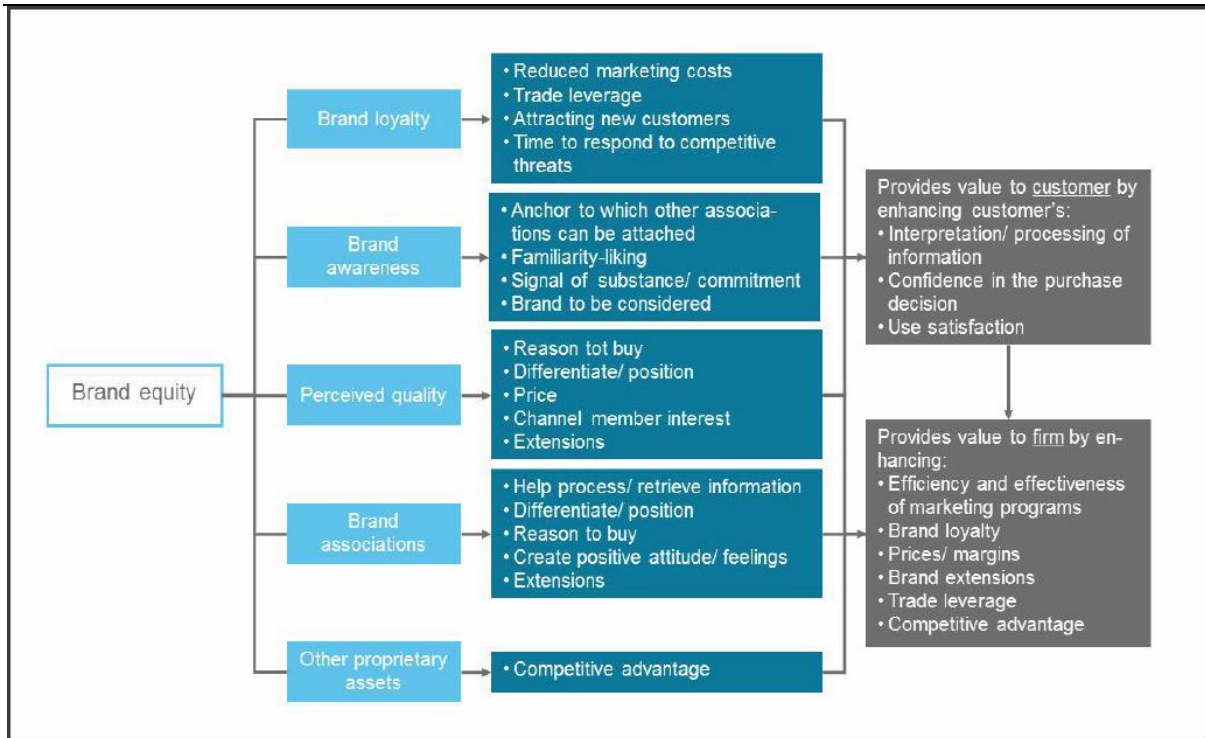 Brand equity
Brand loyalty
• Reduced marketing costs
• Trade leverage
• Attracting new customers
• Time to respond to competitive
threats
Brand
awareness
• Anchor to which other associa-
tions can be attached
• Familiarity-liking
• Signal of substance/ commitment
• Brand to be considered
Perceived quality
• Reason tot buy
• Differentiate/ position
• Price
• Channel member interest
• Extensions
Brand
associations
• Help process/ retrieve information
• Differentiate/ position
• Reason to buy
• Create positive attitude/ feelings
• Extensions
Other proprietary
assets
• Competitive advantage
Provides value to customer by
enhancing customer's:
• Interpretation/ processing of
information
• Confidence in the purchase
decision
• Use satisfaction
Provides value to firm by en-
hancing:
• Efficiency and effectiveness
of marketing programs
• Brand loyalty
• Prices/ margins
• Brand extensions
• Trade leverage
• Competitive advantage